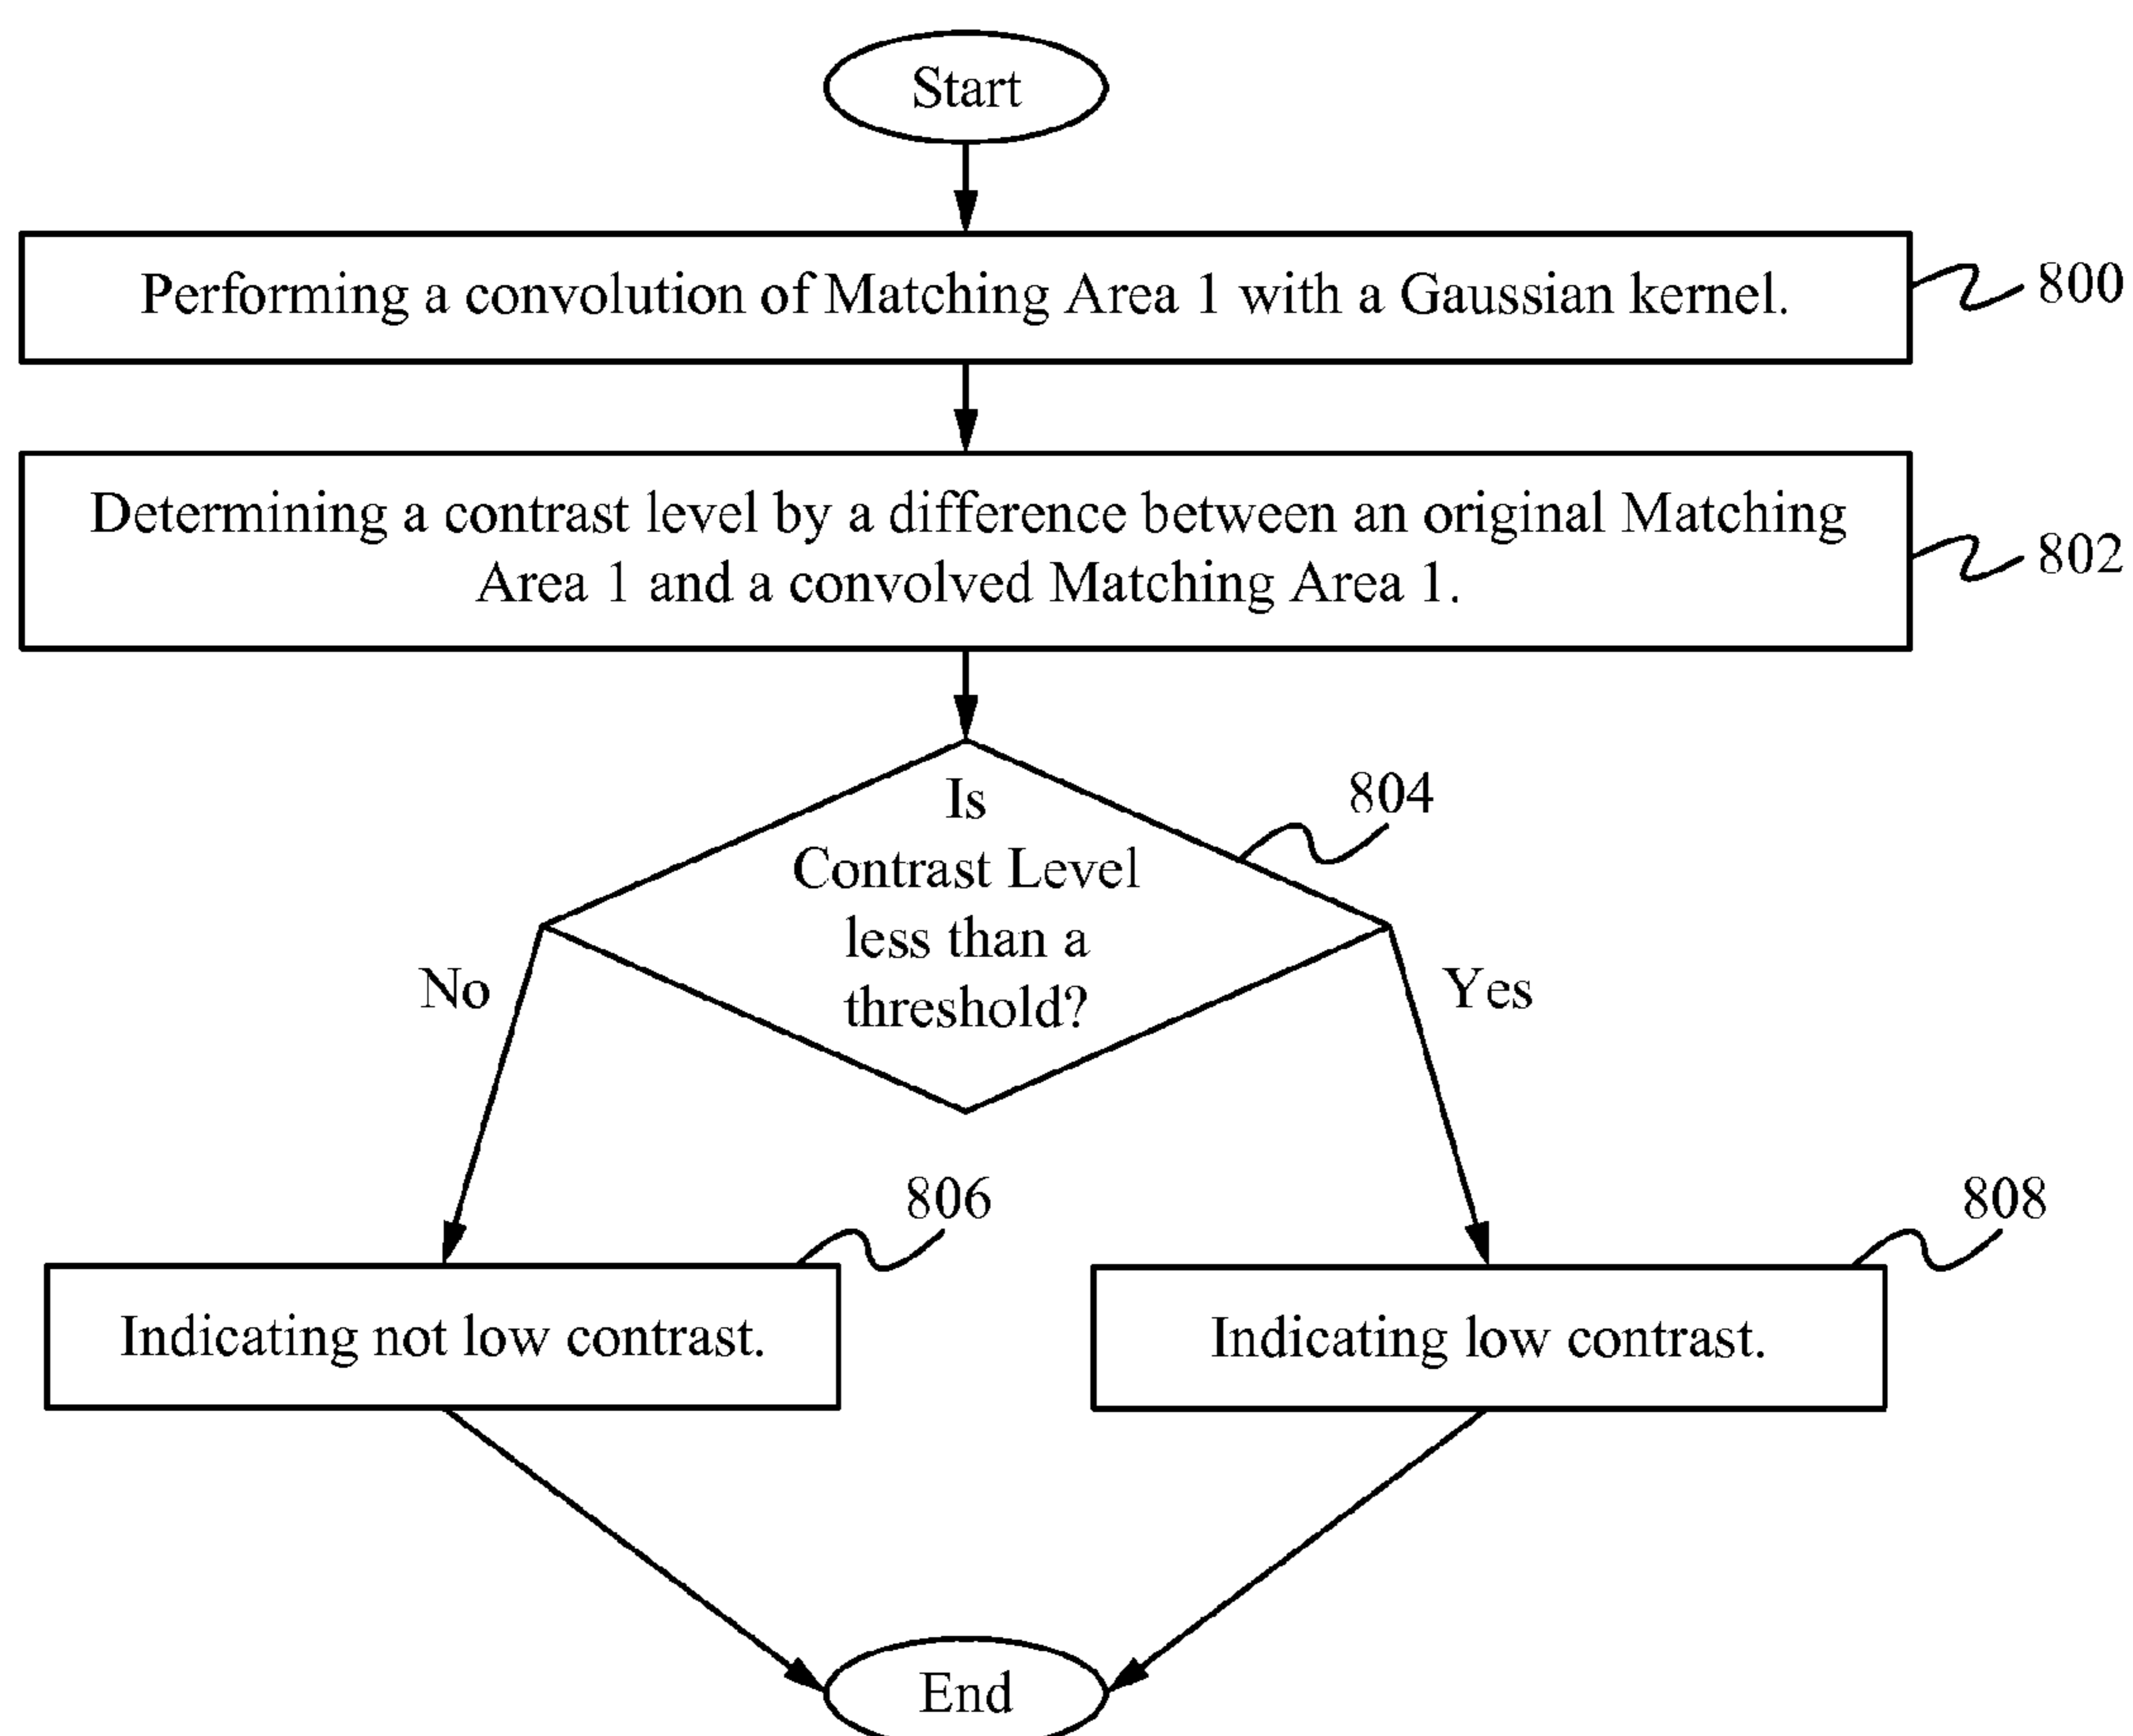 Start
Performing a convolution of Matching Area 1 with a Gaussian kernel.
800
Determining a contrast level by a difference between an original Matching
Area 1 and a convolved Matching Area 1.
802
Is
Contrast Level
less than a
threshold?
804
No
Yes
806
808
Indicating not low contrast.
Indicating low contrast.
End